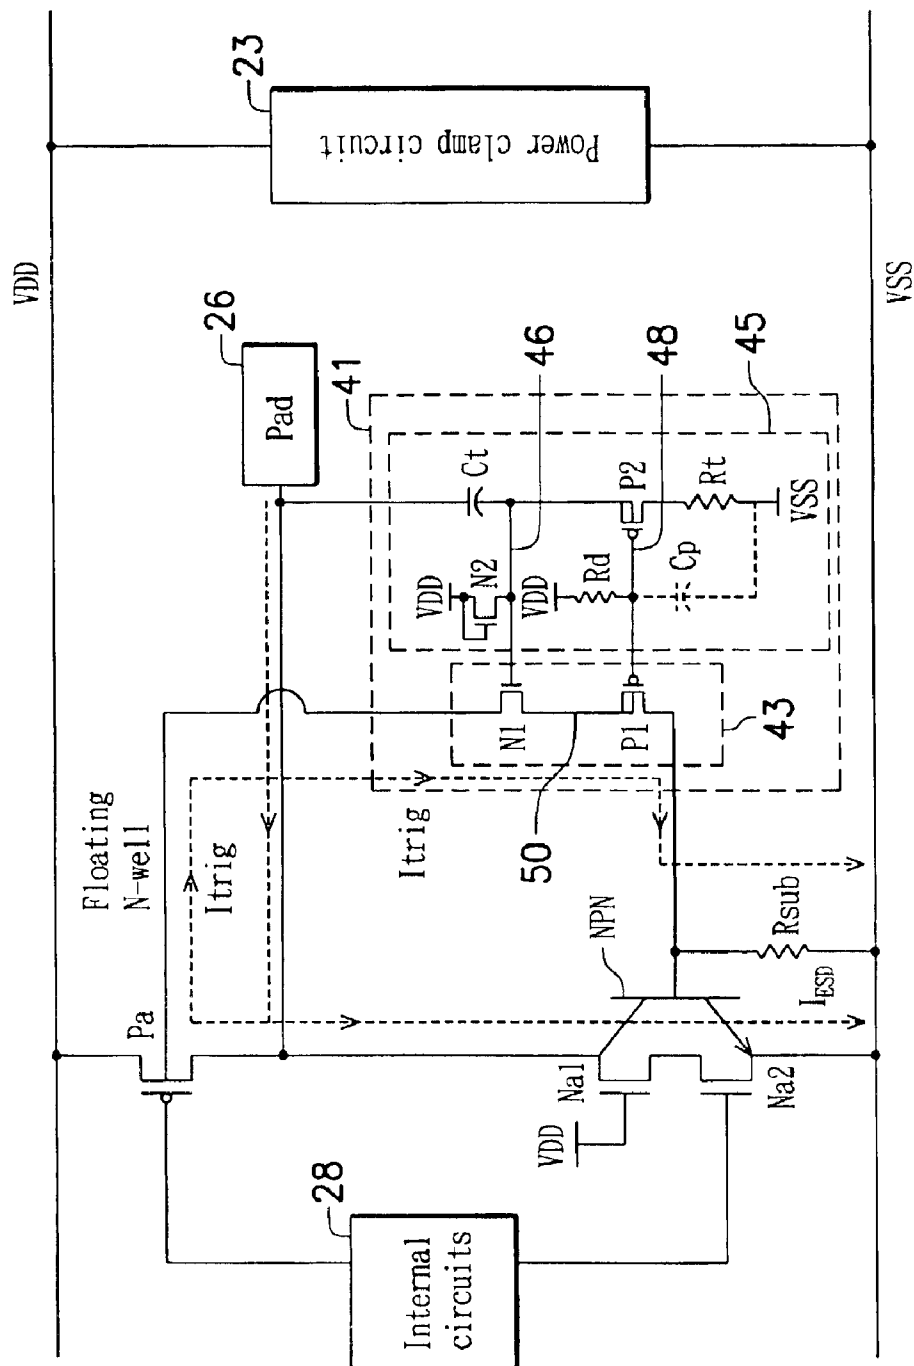 VDD
VSS
23
Power clamp circuit
26
Pad
41
46
48
45
Ct
P2
Rt
VSS
VDD
N2
VDD
Rd
Cp
N1
P1
43
50
Floating
N-well
Itrig
Itrig
NPN
Rsub
IESD
Pa
Na1
Na2
VDD
28
Internal
circuits